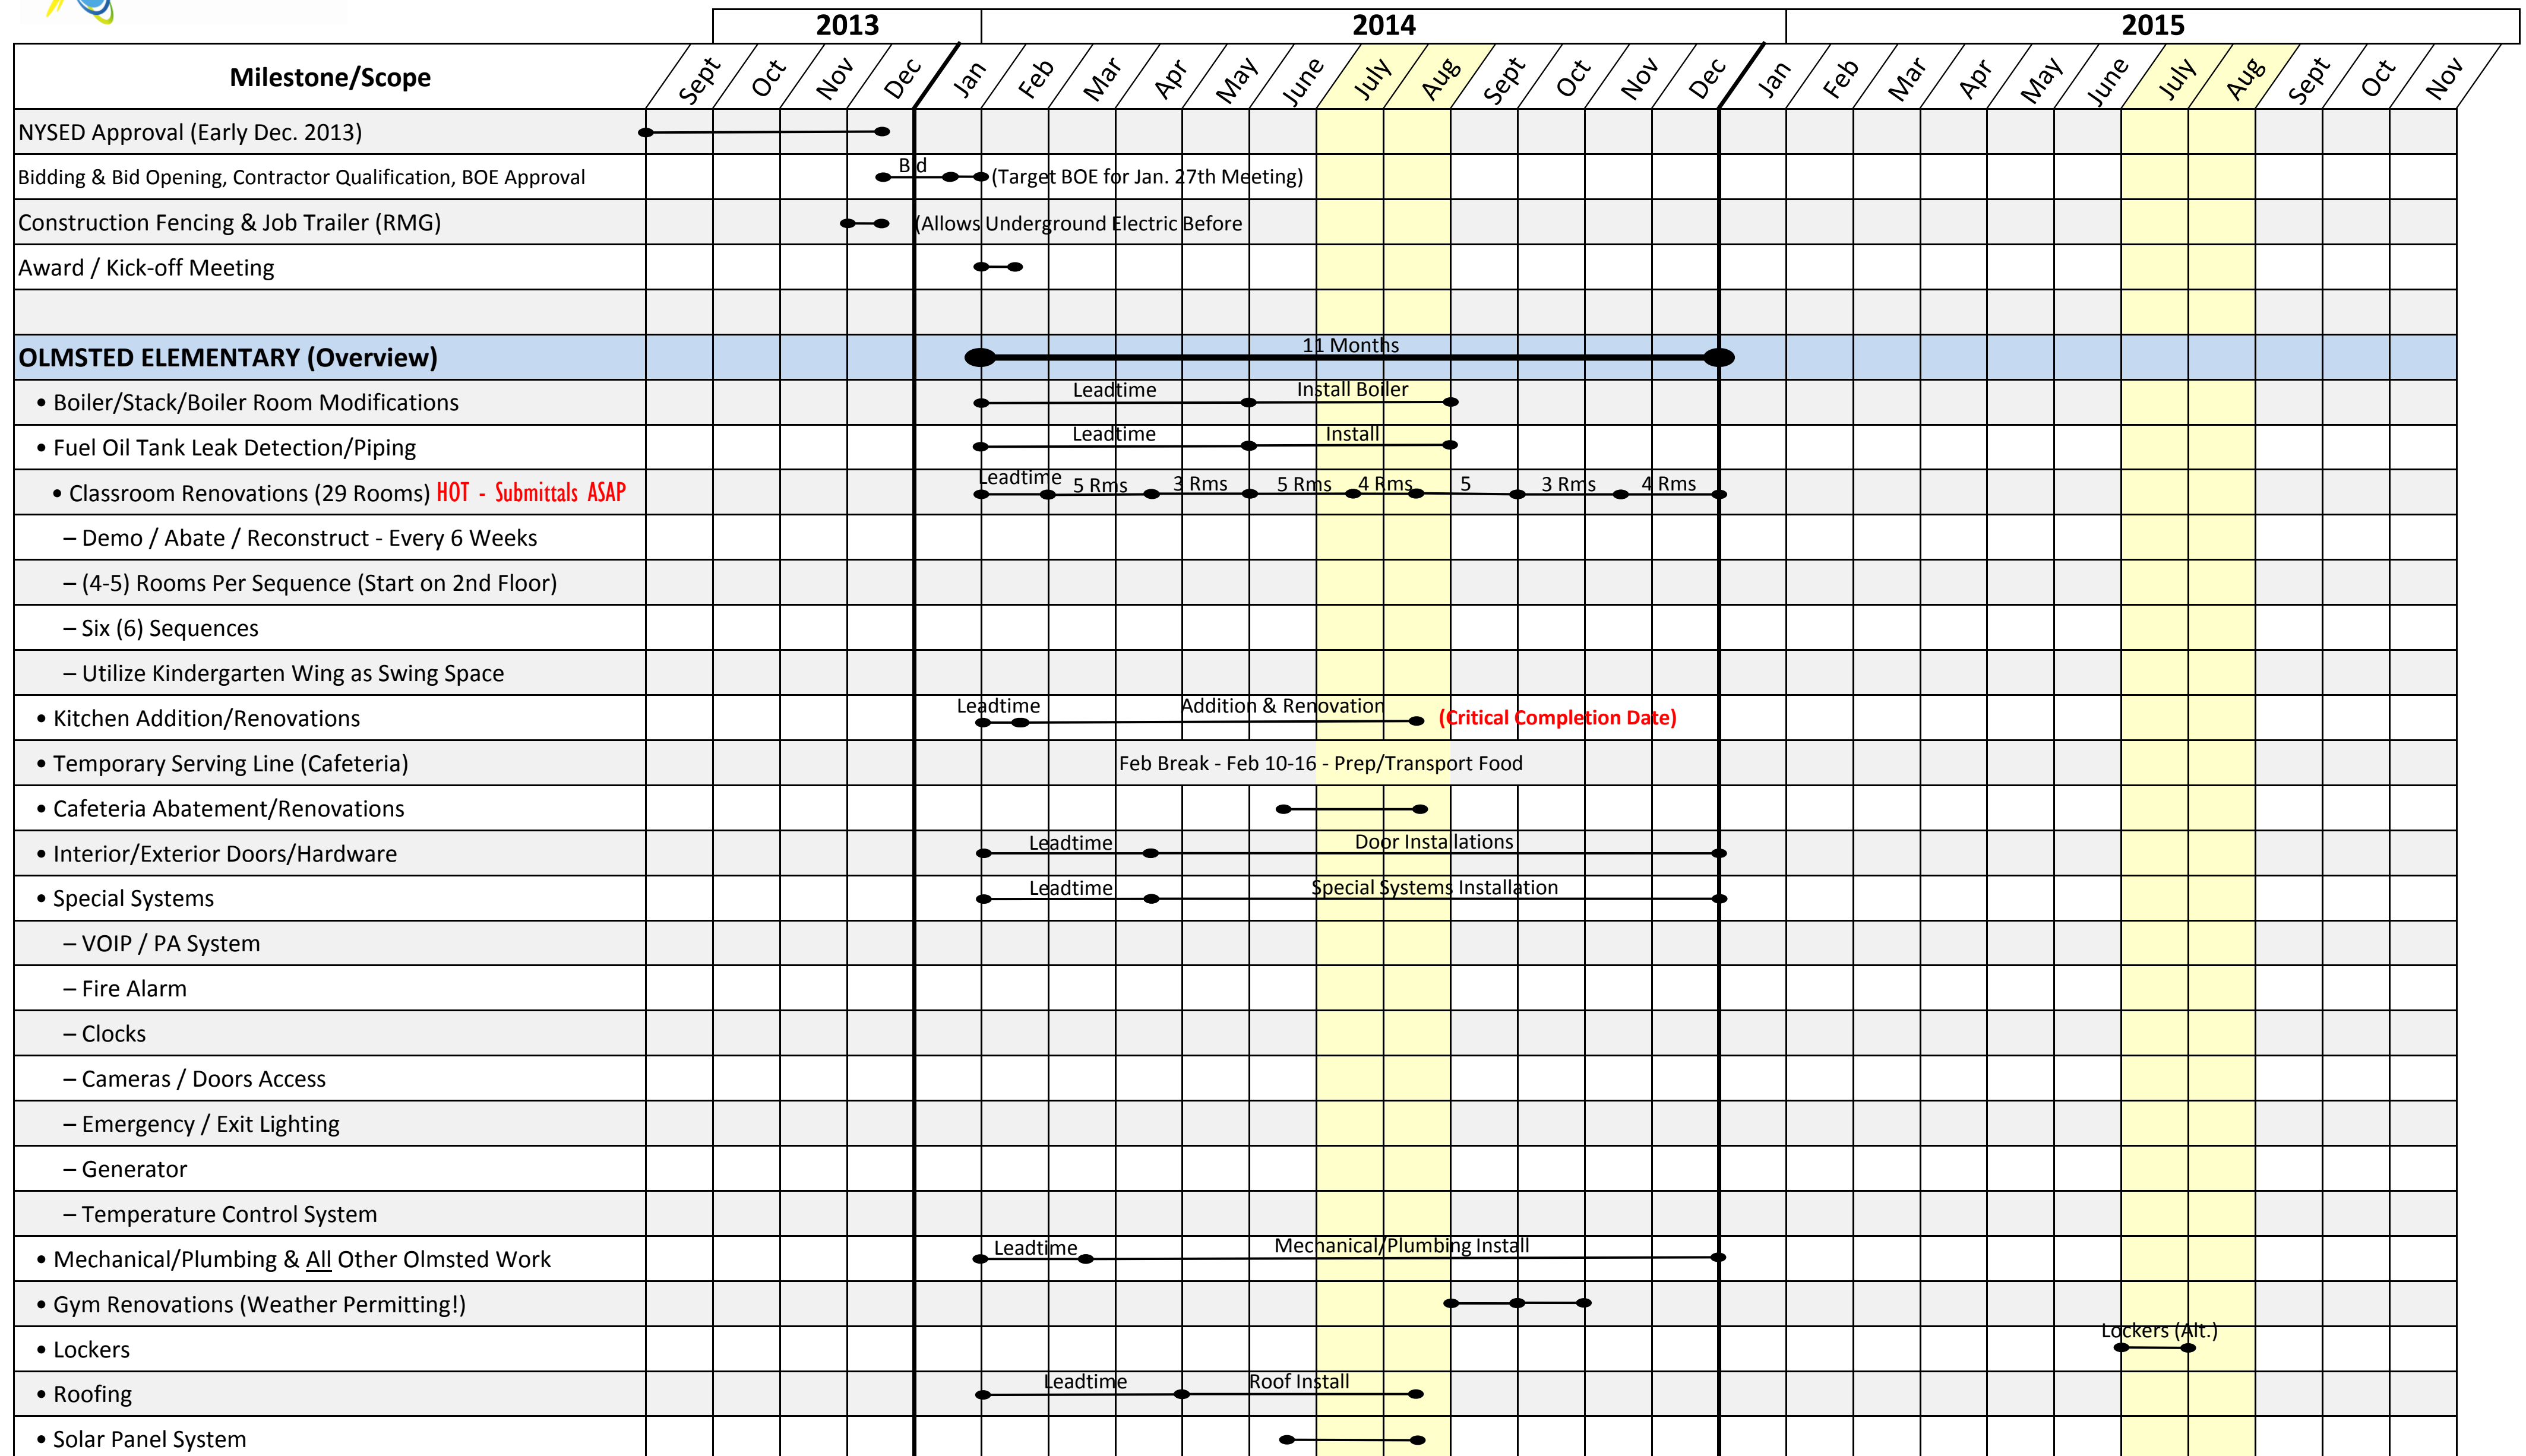 2013 2014 2015
Milestone/Scope Sept Oct Nov Dec Jan Feb Mar Apr May June July Aug Sept Oct Nov Dec Jan Feb Mar Apr May June July Aug Sept Oct Nov
NYSED Approval (Early Dec. 2013)
Bidding & Bid Opening, Contractor Qualification, BOE Approval Bid (Target BOE for Jan. 27th Meeting)
Construction Fencing & Job Trailer (RMG) (Allows Underground Electric Before
Award / Kick-off Meeting
OLMSTED ELEMENTARY (Overview) 11 Months
• Boiler/Stack/Boiler Room Modifications Leadtime Install Boiler
• Fuel Oil Tank Leak Detection/Piping Leadtime Install
• Classroom Renovations (29 Rooms) HOT - Submittals ASAP Leadtime 5 Rms 3 Rms 5 Rms 4 Rms 5 3 Rms 4 Rms
– Demo / Abate / Reconstruct - Every 6 Weeks
– (4-5) Rooms Per Sequence (Start on 2nd Floor)
– Six (6) Sequences
– Utilize Kindergarten Wing as Swing Space
• Kitchen Addition/Renovations Leadtime Addition & Renovation (Critical Completion Date)
• Temporary Serving Line (Cafeteria) Feb Break - Feb 10-16 - Prep/Transport Food
• Cafeteria Abatement/Renovations
• Interior/Exterior Doors/Hardware Leadtime Door Installations
• Special Systems Leadtime Special Systems Installation
– VOIP / PA System
– Fire Alarm
– Clocks
– Cameras / Doors Access
– Emergency / Exit Lighting
– Generator
– Temperature Control System
• Mechanical/Plumbing & All Other Olmsted Work Leadtime Mechanical/Plumbing Install
• Gym Renovations (Weather Permitting!)
• Lockers Lockers (Alt.)
• Roofing Leadtime Roof Install
• Solar Panel System